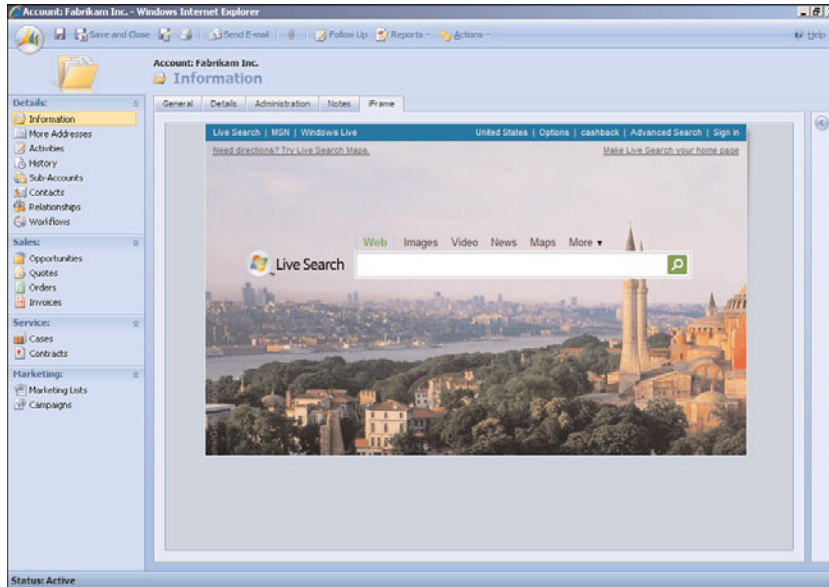 Account: Fabrikam Inc. - Windows Internet Explorer
Save and Close Send E-mail Follow Up Reports Actions Help
Account: Fabrikam Inc.
Information
General Details Administration Notes iFrame
Details:
Information
More Addresses
Activities
History
Sub-Accounts
Contacts
Relationships
Workflows
Sales:
Opportunities
Quotes
Orders
Invoices
Service:
Cases
Contracts
Marketing:
Marketing Lists
Campaigns
Live Search | MSN | Windows Live United States | Options | cashback | Advanced Search | Sign in
Need directions? Try Live Search Maps. Make Live Search your home page
Web Images Video News Maps More
Live Search
Status: Active